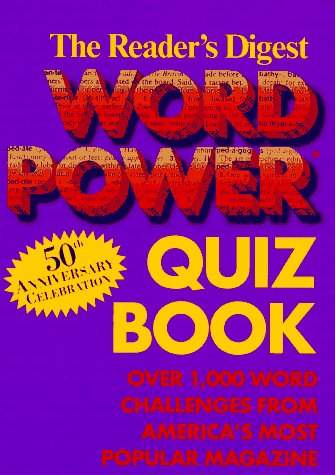 The Reader's Digest
WORD
POWER®
50th
ANNIVERSARY
CELEBRATION
QUIZ
BOOK
OVER 1,000 WORD
CHALLENGES FROM
AMERICA'S MOST
POPULAR MAGAZINE